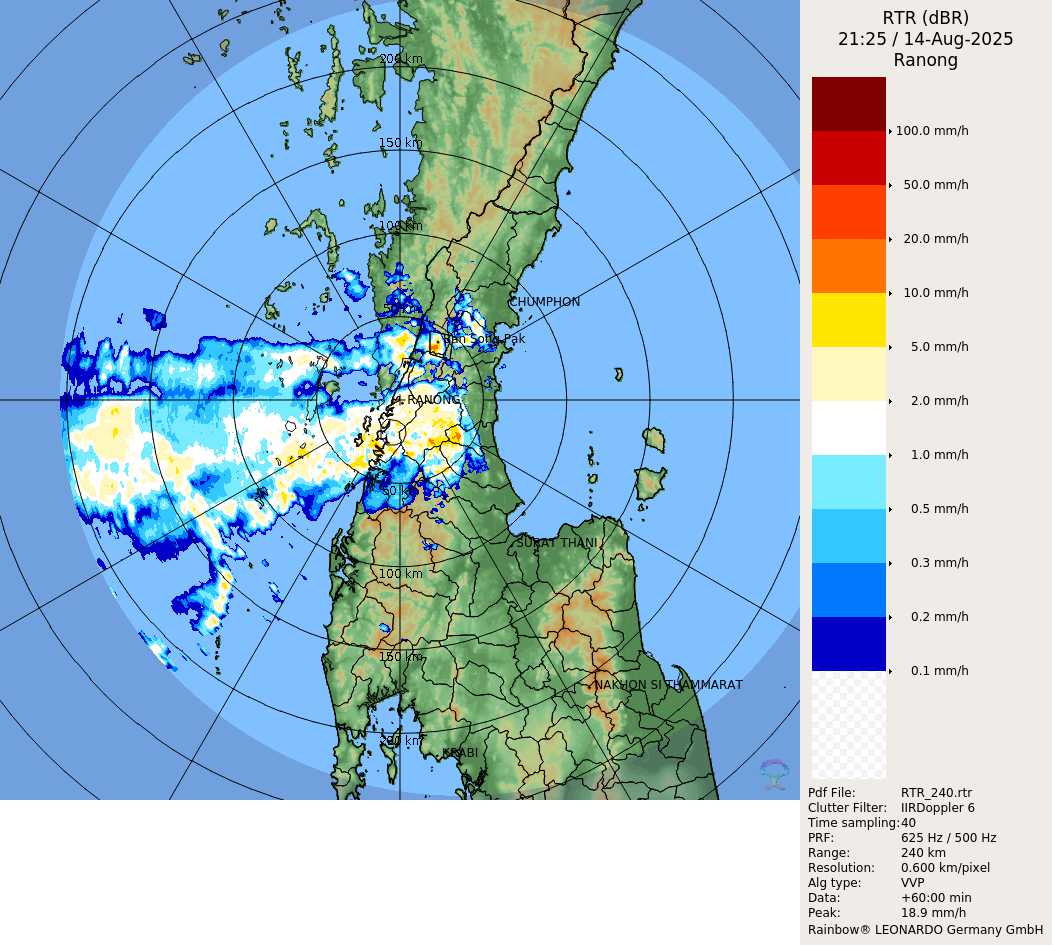 RTR (dBR)
21:25 / 14-Aug-2025
Ranong
100.0 mm/h
50.0 mm/h
20.0 mm/h
10.0 mm/h
5.0 mm/h
2.0 mm/h
1.0 mm/h
0.5 mm/h
0.3 mm/h
0.2 mm/h
0.1 mm/h
Pdf File: RTR_240.rtr
Clutter Filter: IIRDoppler 6
Time sampling:40
PRF: 625 Hz / 500 Hz
Range: 240 km
Resolution: 0.600 km/pixel
Alg type: VVP
Data: +60:00 min
Peak: 18.9 mm/h
Rainbow® LEONARDO Germany GmbH
200 km
150 km
100 km
CHUMPHON
50 km
Ban Song Pak
RANONG
50 km
SURAT THANI
100 km
150 km
NAKHON SI THAMMARAT
200 km
KRABI